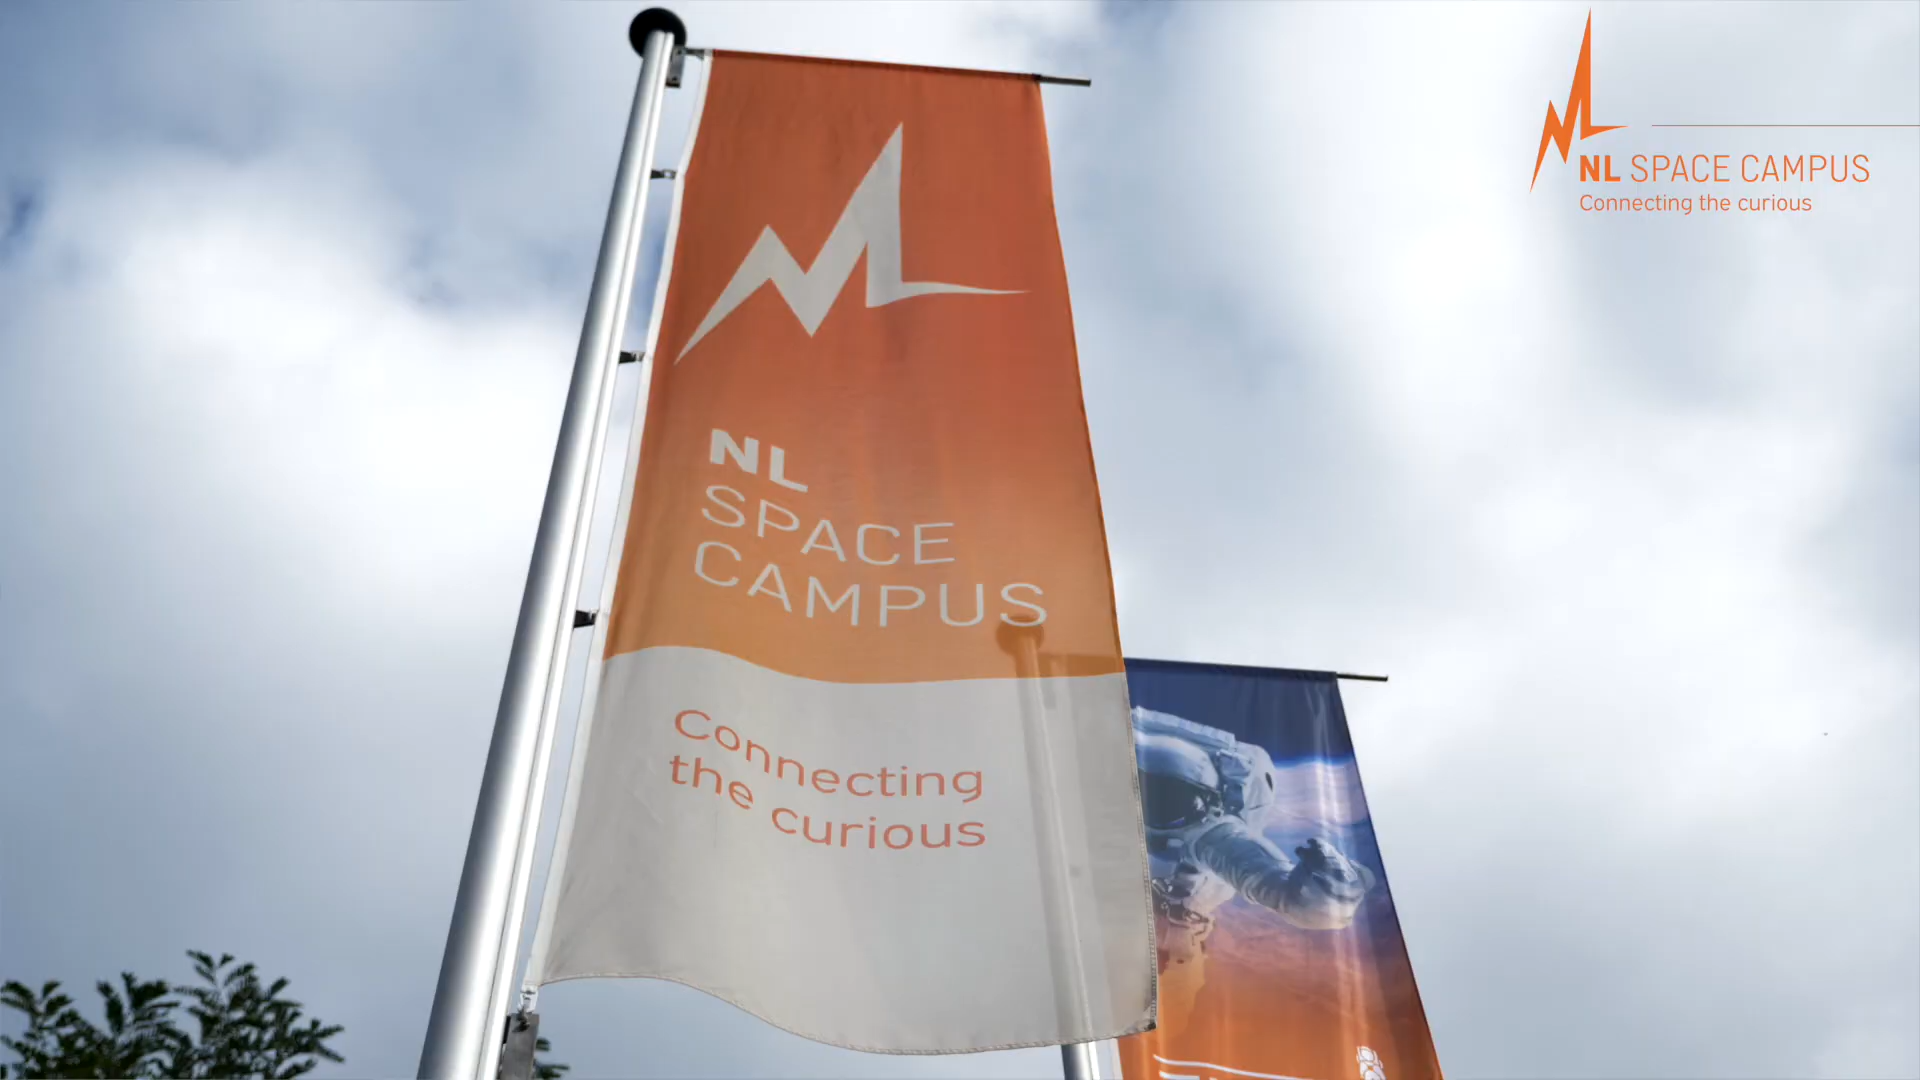 NL SPACE CAMPUS
Connecting the curious
NL
SPACE
CAMPUS
Connecting
the curious